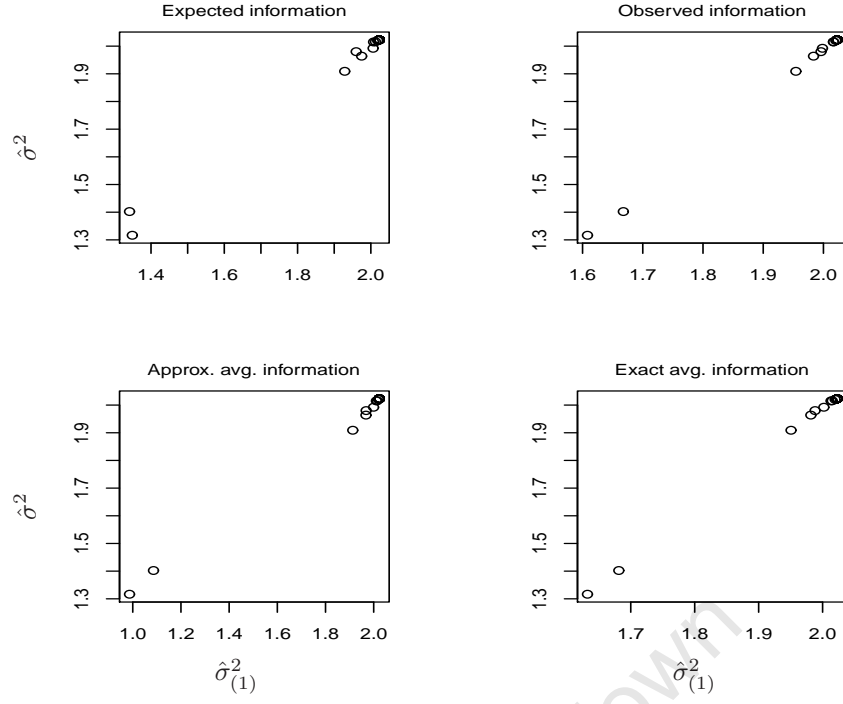 Expected information
Observed information
σ̂²
1.3 1.5 1.7 1.9
1.4 1.6 1.8 2.0
1.3 1.5 1.7 1.9
1.6 1.7 1.8 1.9 2.0
Approx. avg. information
Exact avg. information
σ̂²
1.3 1.5 1.7 1.9
1.0 1.2 1.4 1.6 1.8 2.0
1.3 1.5 1.7 1.9
1.7 1.8 1.9 2.0
σ̂²₍₁₎
σ̂²₍₁₎
town